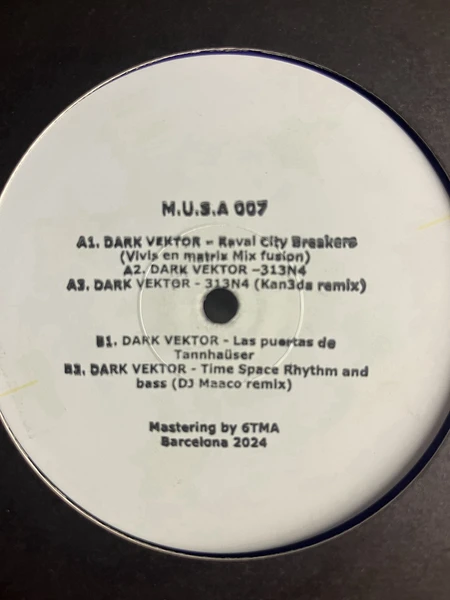 M.U.S.A 007
A1. DARK VEKTOR - Raval City Breakers
(Vivis en matrix Mix fusion)
A2. DARK VEKTOR -313N4
A3. DARK VEKTOR - 313N4 (Kan3da remix)
B1. DARK VEKTOR - Las puertas de
Tannhaüser
B2. DARK VEKTOR - Time Space Rhythm and
bass (DJ Maaco remix)
Mastering by 6TMA
Barcelona 2024